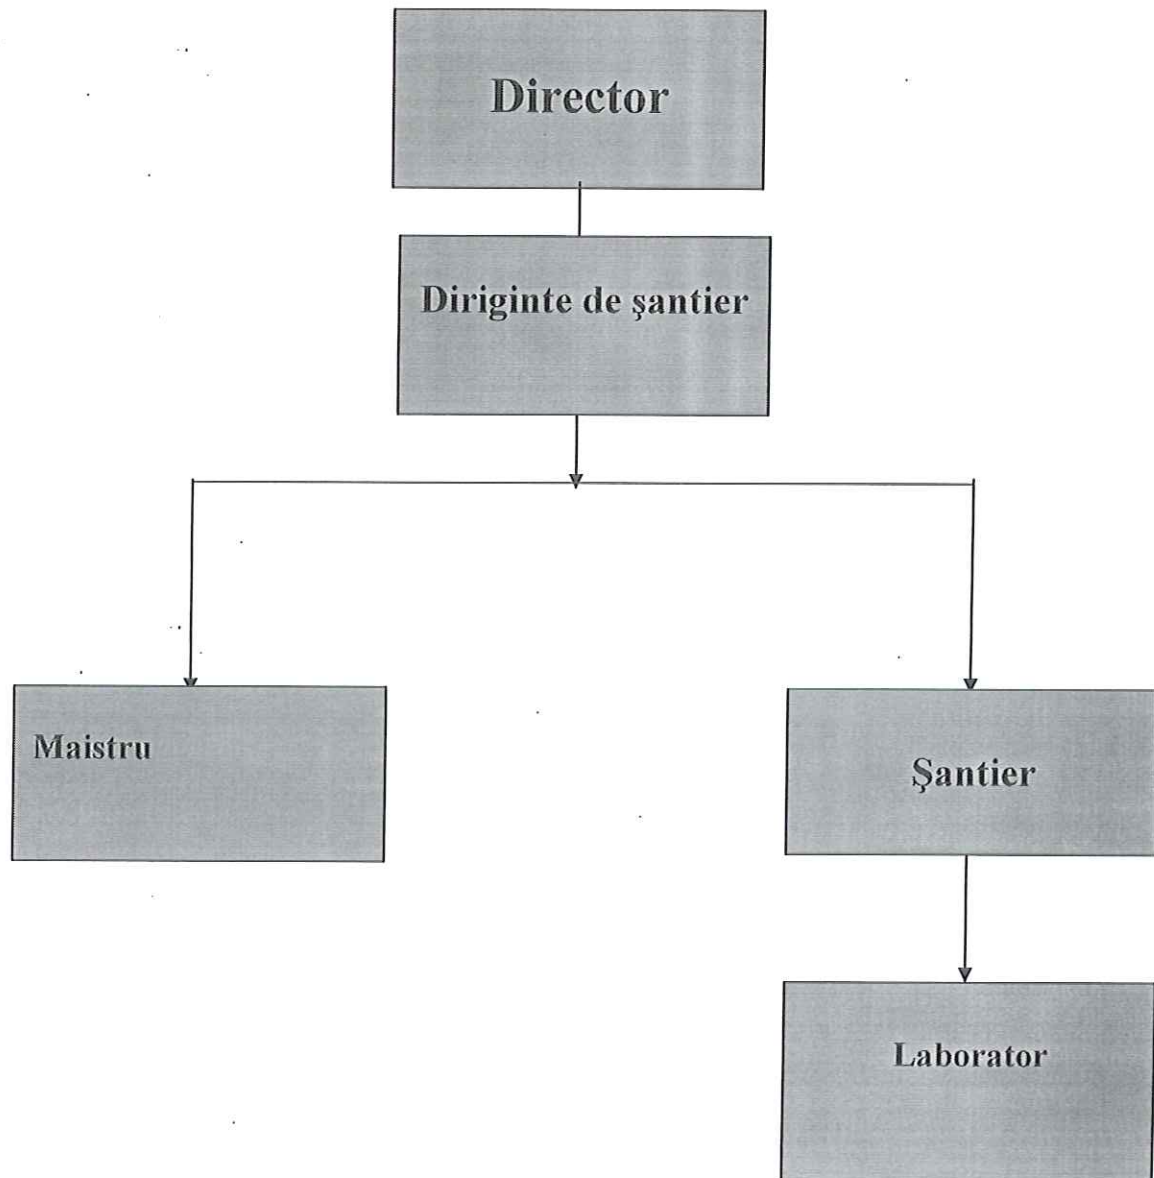 Director
Diriginte de şantier
Maistru
Şantier
Laborator